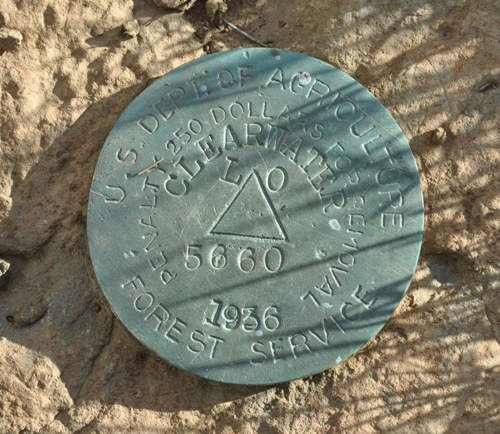 U.S. DEPT. OF AGRICULTURE
PENALTY 250 DOLLARS FOR REMOVAL
CLEARWATER
L O
5660
1936
FOREST SERVICE